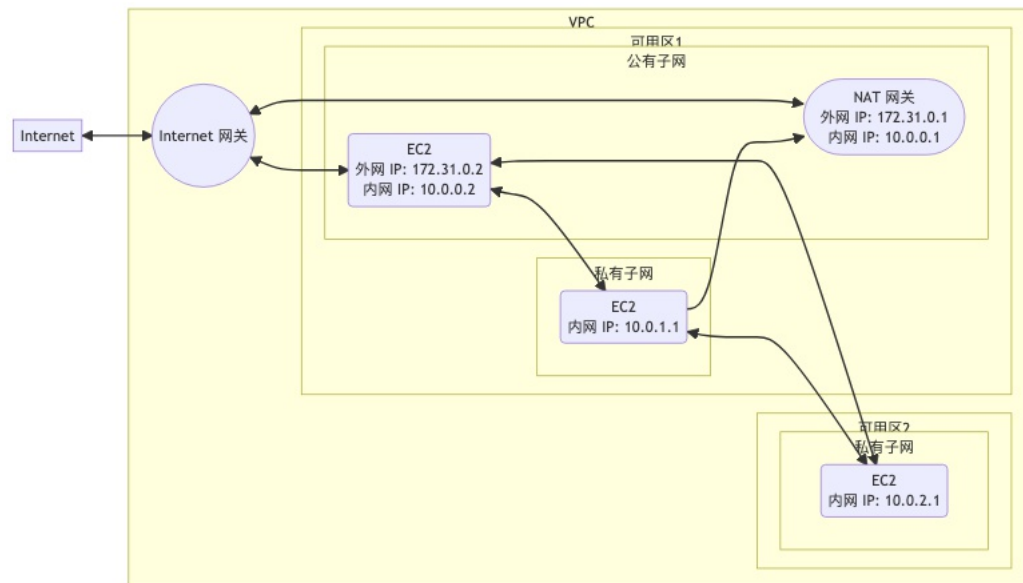 VPC
可用区1
公有子网
Internet
Internet 网关
NAT 网关
外网 IP: 172.31.0.1
内网 IP: 10.0.0.1
EC2
外网 IP: 172.31.0.2
内网 IP: 10.0.0.2
私有子网
EC2
内网 IP: 10.0.1.1
可用区2
私有子网
EC2
内网 IP: 10.0.2.1